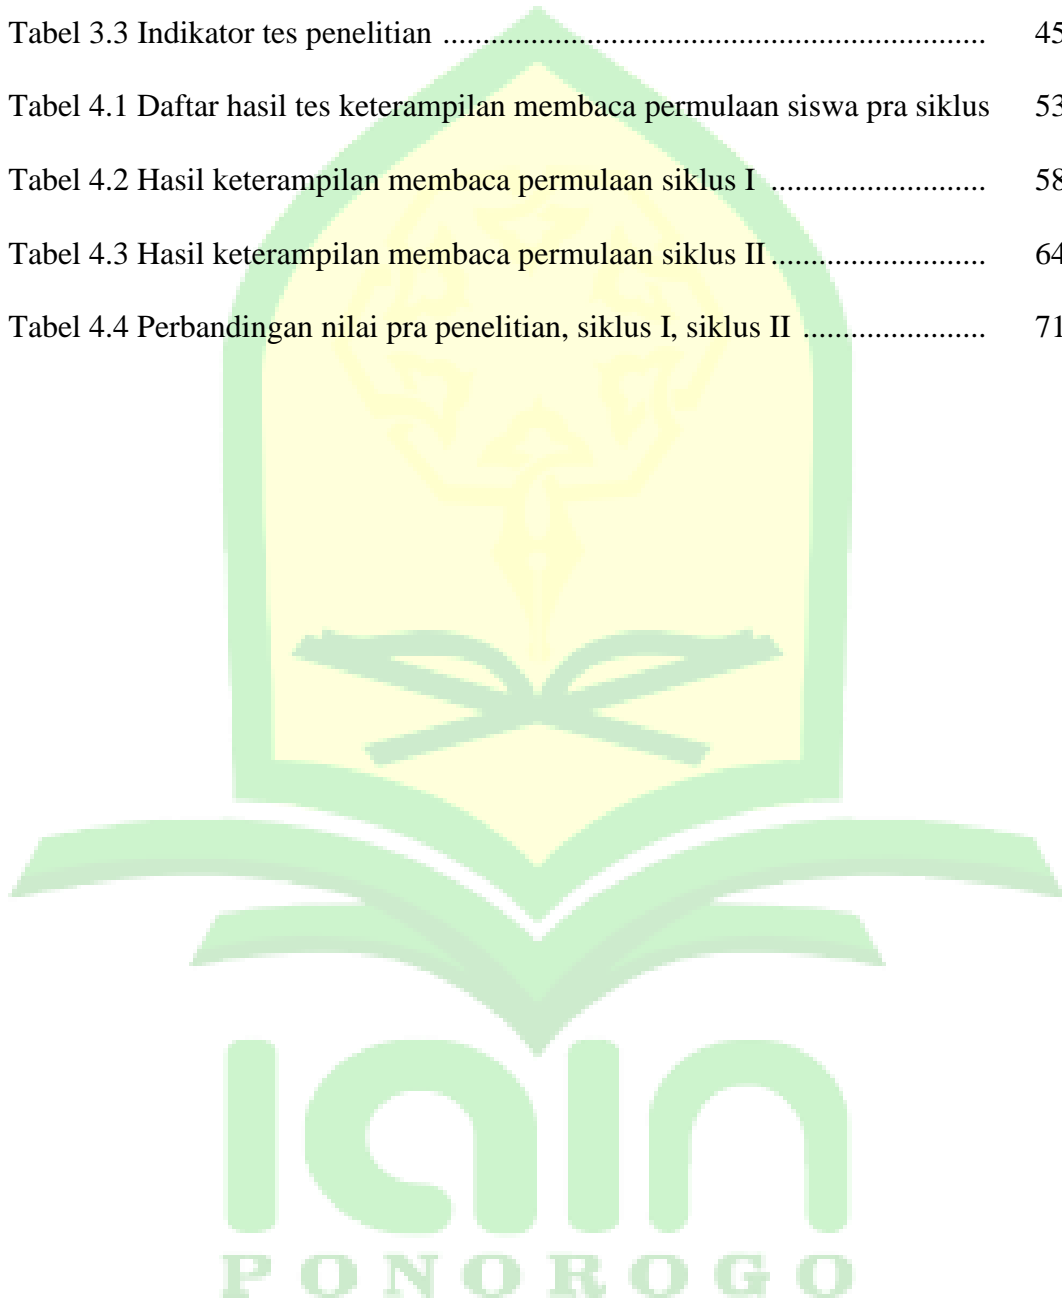 Tabel 3.3 Indikator tes penelitian ..................................................................... 45
Tabel 4.1 Daftar hasil tes keterampilan membaca permulaan siswa pra siklus 53
Tabel 4.2 Hasil keterampilan membaca permulaan siklus I ........................... 58
Tabel 4.3 Hasil keterampilan membaca permulaan siklus II ........................... 64
Tabel 4.4 Perbandingan nilai pra penelitian, siklus I, siklus II ....................... 71
iain
PONOROGO